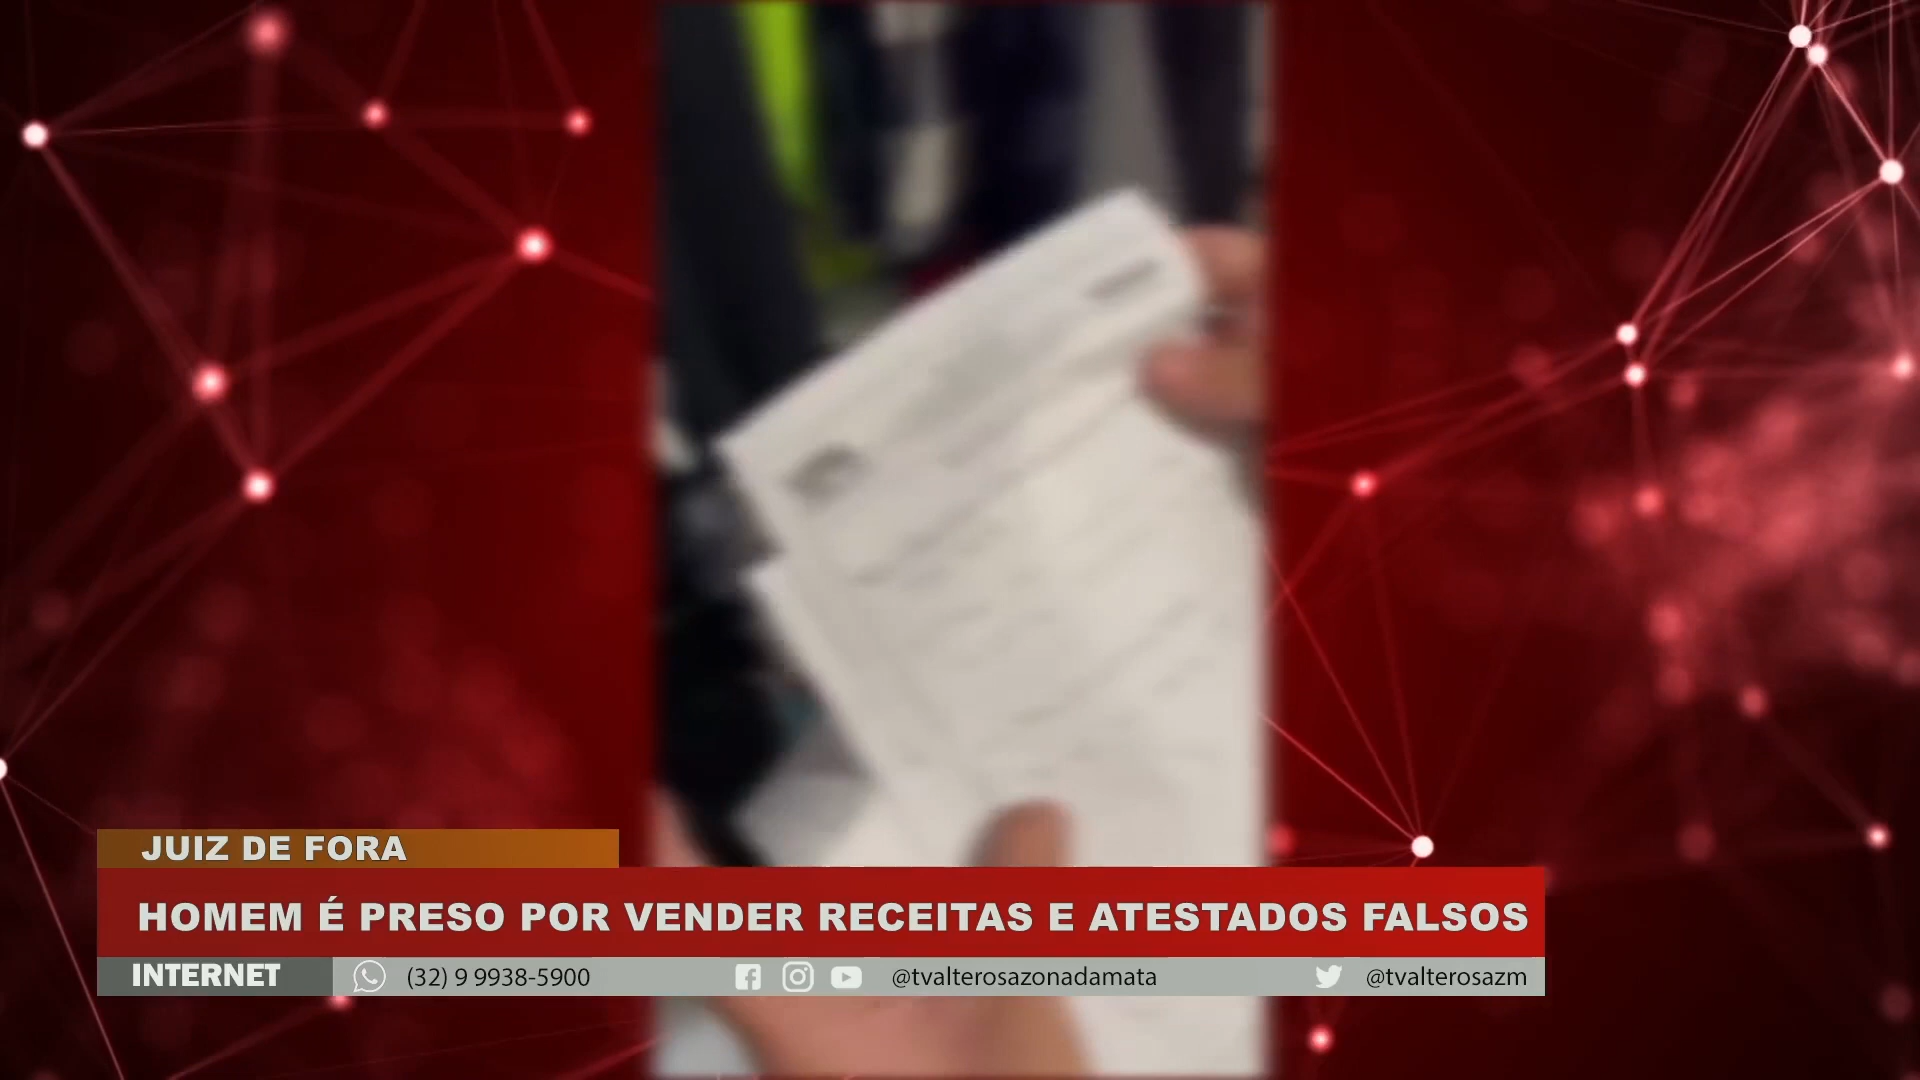 JUIZ DE FORA
HOMEM É PRESO POR VENDER RECEITAS E ATESTADOS FALSOS
INTERNET (32) 9 9938-5900 @tvalterosazonadamata @tvalterosazm